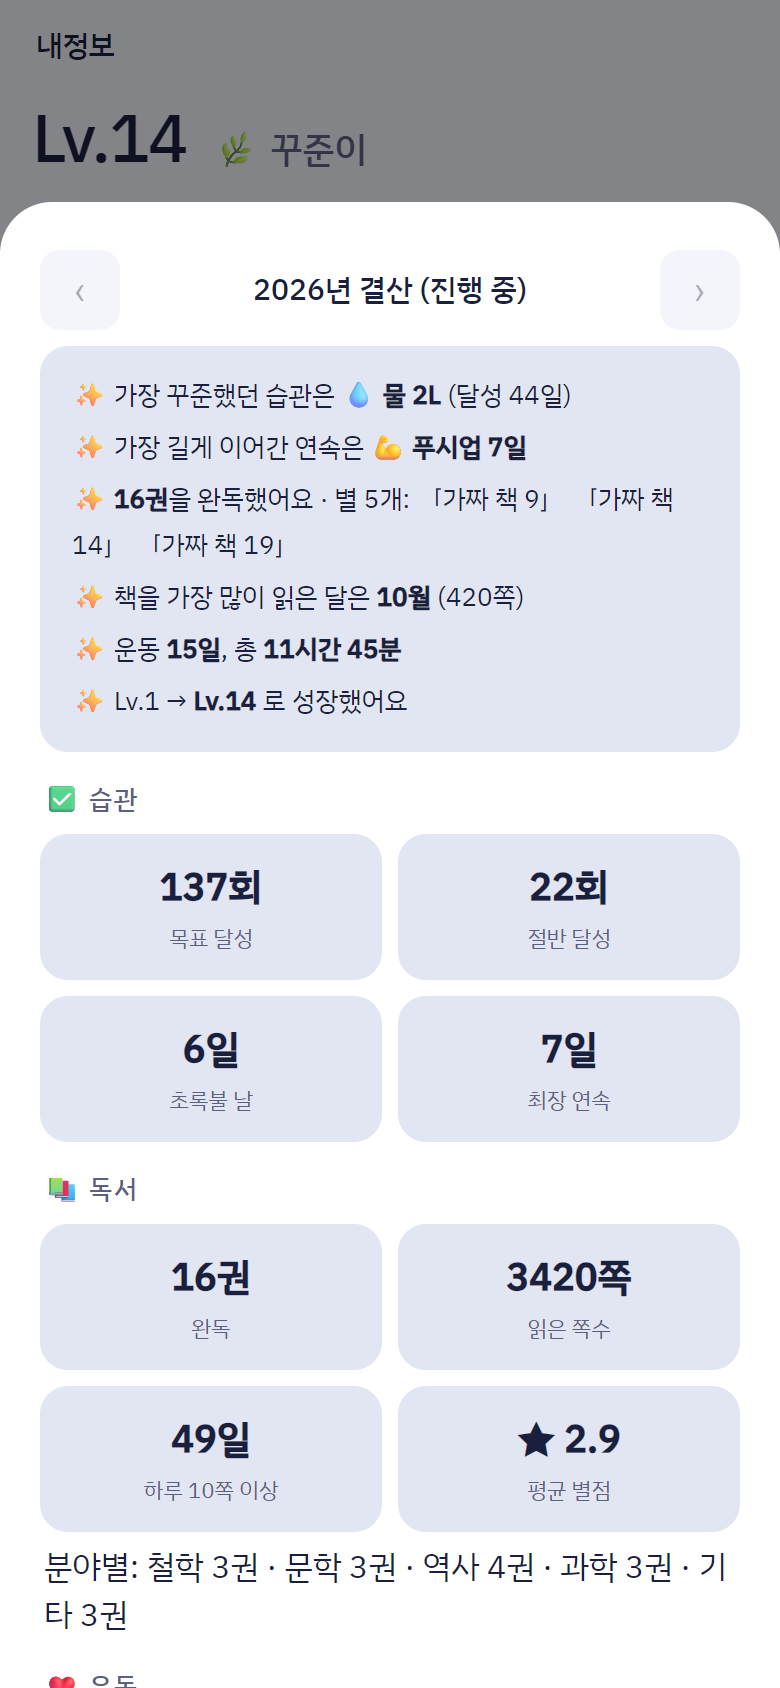 내정보
Lv.14 🌿 꾸준이
‹ 2026년 결산 (진행 중) ›
✨ 가장 꾸준했던 습관은 💧 물 2L (달성 44일)
✨ 가장 길게 이어간 연속은 💪 푸시업 7일
✨ 16권을 완독했어요 · 별 5개: 「가짜 책 9」 「가짜 책
14」 「가짜 책 19」
✨ 책을 가장 많이 읽은 달은 10월 (420쪽)
✨ 운동 15일, 총 11시간 45분
✨ Lv.1 → Lv.14 로 성장했어요
✅ 습관
137회 22회
목표 달성 절반 달성
6일 7일
초록불 날 최장 연속
📚 독서
16권 3420쪽
완독 읽은 쪽수
49일 ★ 2.9
하루 10쪽 이상 평균 별점
분야별: 철학 3권 · 문학 3권 · 역사 4권 · 과학 3권 · 기
타 3권